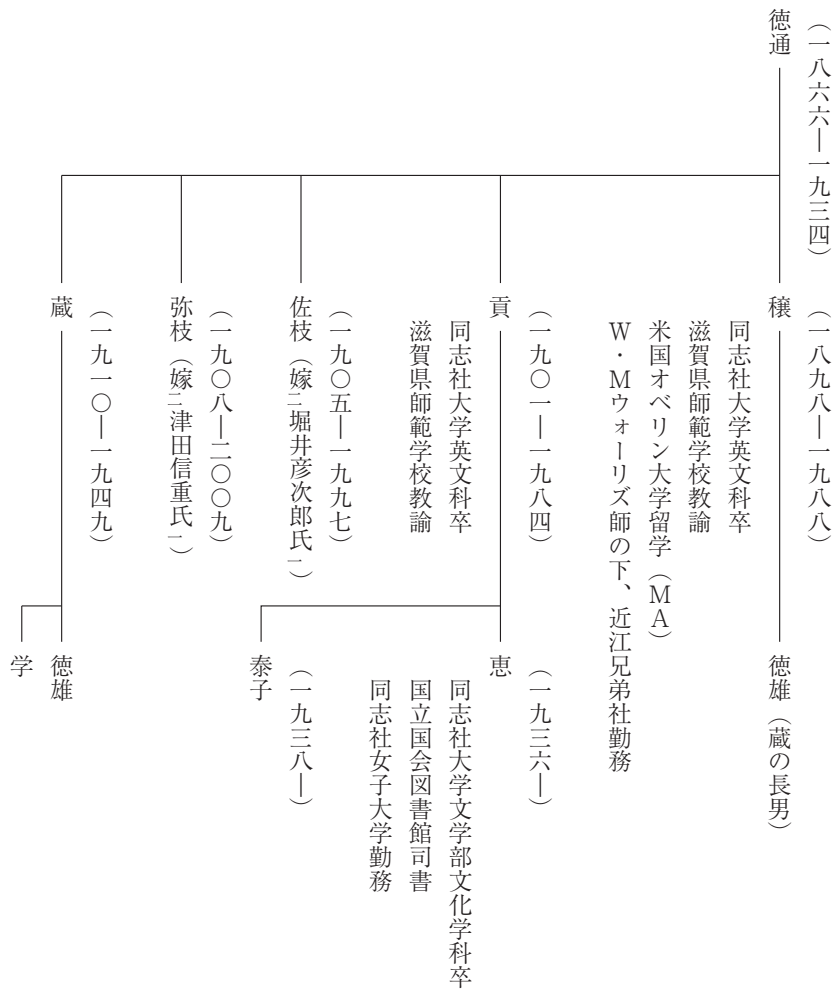 徳通
(一八六六—一九三四)
穣
(一八九八—一九八八)
同志社大学英文科卒
滋賀県師範学校教諭
米国オベリン大学留学(MA)
W・Mウォーリズ師の下、近江兄弟社勤務
徳雄(蔵の長男)
貢
(一九〇一—一九八四)
同志社大学英文科卒
滋賀県師範学校教諭
恵
(一九三六—)
同志社大学文学部文化学科卒
国立国会図書館司書
同志社女子大学勤務
泰子
(一九三八—)
佐枝(嫁二堀井彦次郎氏一)
(一九〇五—一九九七)
弥枝(嫁二津田信重氏一)
(一九〇八—二〇〇九)
蔵
(一九一〇—一九四九)
徳雄
学